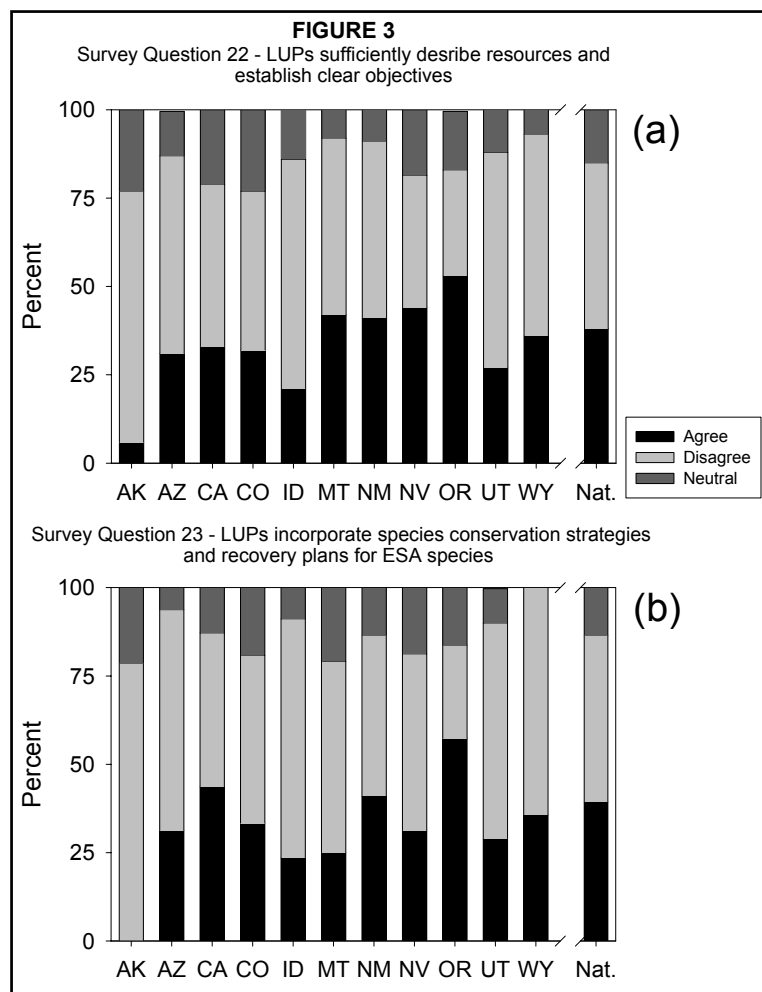 FIGURE 3
Survey Question 22 - LUPs sufficiently desribe resources and
establish clear objectives
(a)
Percent
100
75
50
25
0
AK AZ CA CO ID MT NM NV OR UT WY Nat.
Agree
Disagree
Neutral
Survey Question 23 - LUPs incorporate species conservation strategies
and recovery plans for ESA species
(b)
Percent
100
75
50
25
0
AK AZ CA CO ID MT NM NV OR UT WY Nat.